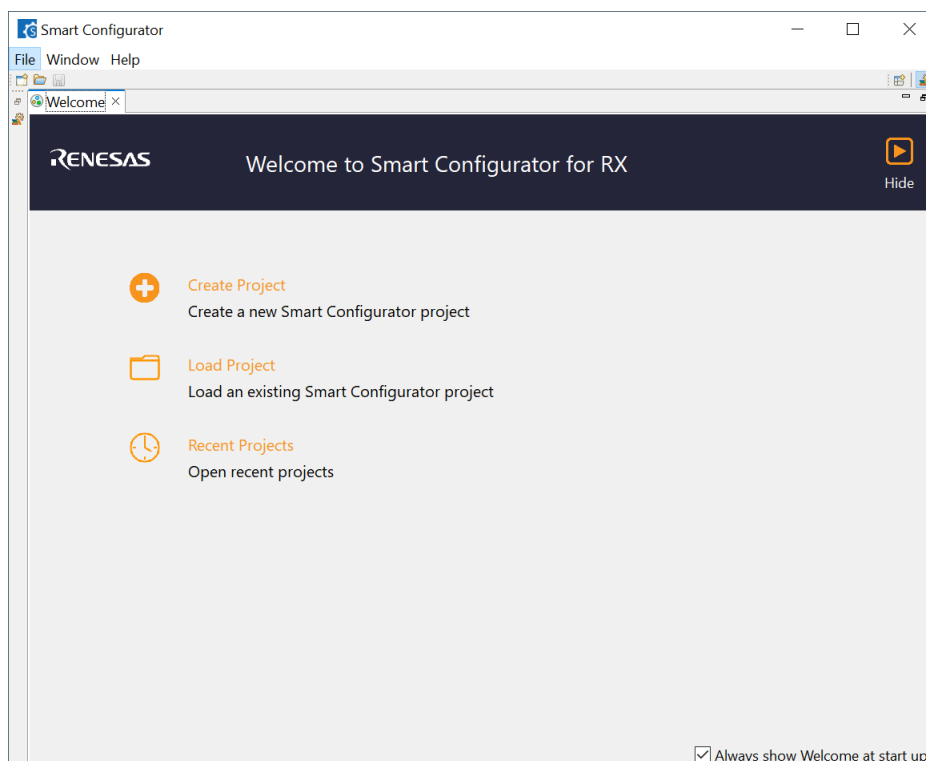 Smart Configurator
File Window Help
Welcome
RENESAS
Welcome to Smart Configurator for RX
Hide
Create Project
Create a new Smart Configurator project
Load Project
Load an existing Smart Configurator project
Recent Projects
Open recent projects
Always show Welcome at start up